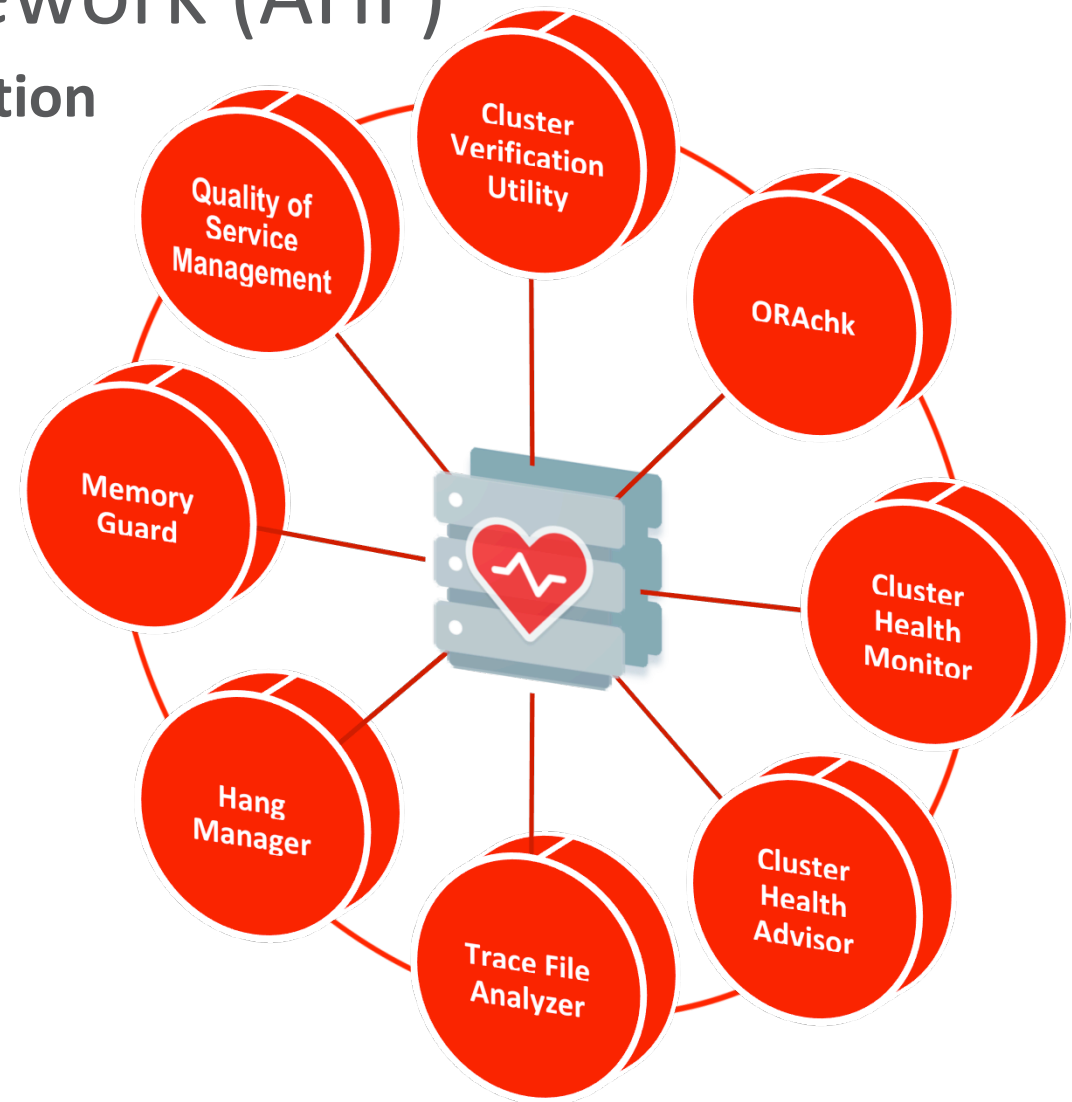 ework (AHF)
tion
Cluster
Verification
Utility
ORAchk
Cluster
Health
Monitor
Cluster
Health
Advisor
Trace File
Analyzer
Hang
Manager
Memory
Guard
Quality of
Service
Management